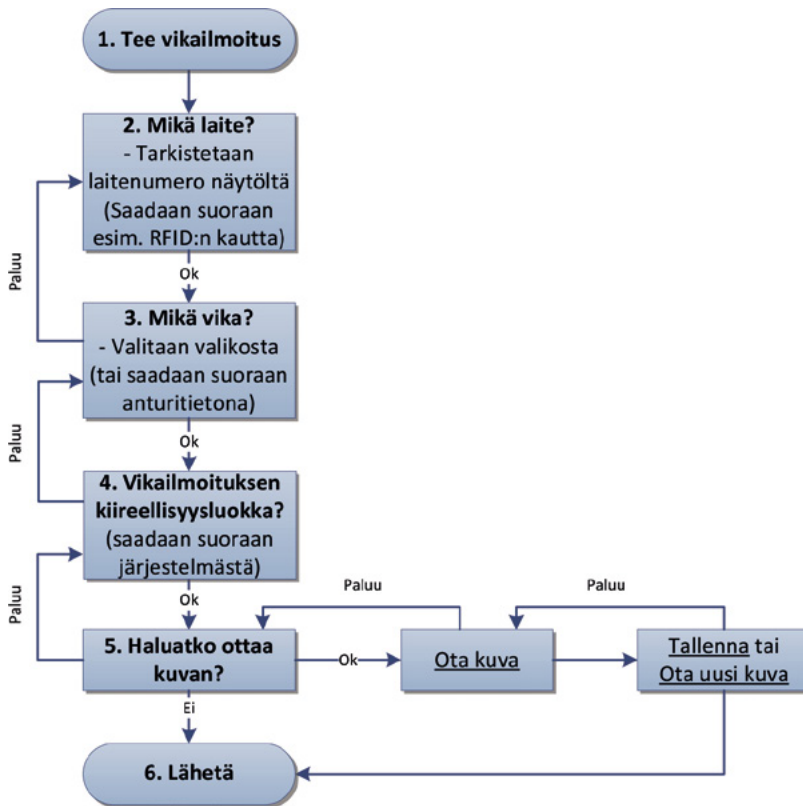 1. Tee vikailmoitus
2. Mikä laite?
- Tarkistetaan
laitenumero näytöltä
(Saadaan suoraan
esim. RFID:n kautta)
Paluu
Ok
3. Mikä vika?
- Valitaan valikosta
(tai saadaan suoraan
anturitietona)
Paluu
Ok
4. Vikailmoituksen
kiireellisyysluokka?
(saadaan suoraan
järjestelmästä)
Paluu
Ok
5. Haluatko ottaa
kuvan?
Ok
Paluu
Ota kuva
Paluu
Tallenna tai
Ota uusi kuva
Ei
6. Lähetä